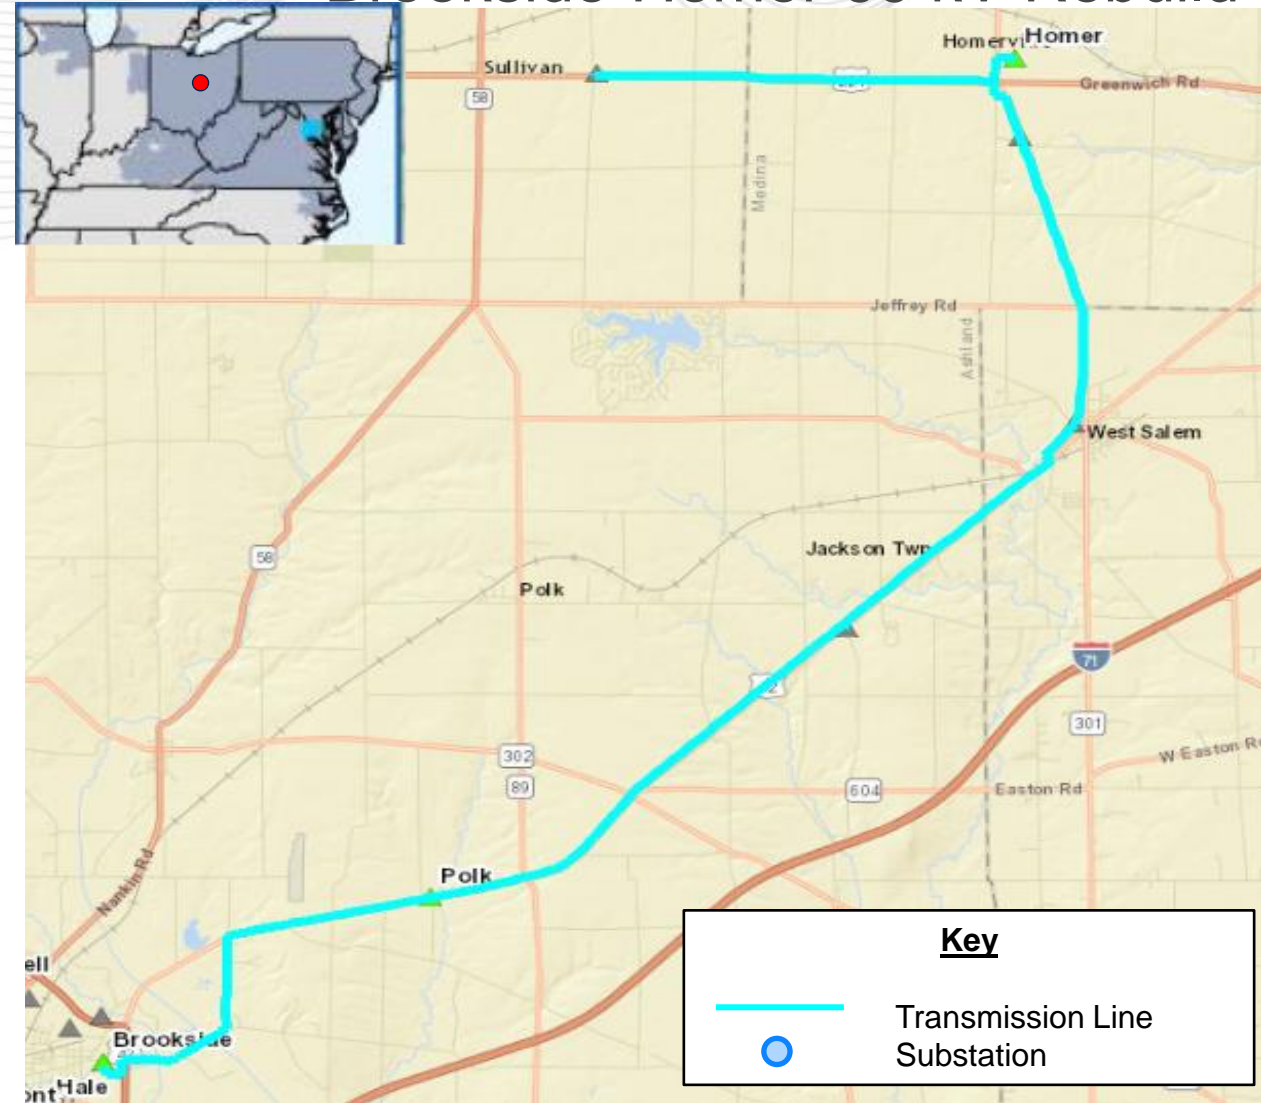 Homer
Sullivan
Greenwich Rd
58
Medina
Jeffrey Rd
Ashland
West Salem
Jackson Twp
58
Polk
71
301
302
W Easton
89
604
Easton Rd
Polk
Nankin Rd
Key
Transmission Line
Substation
Brookside
Hale